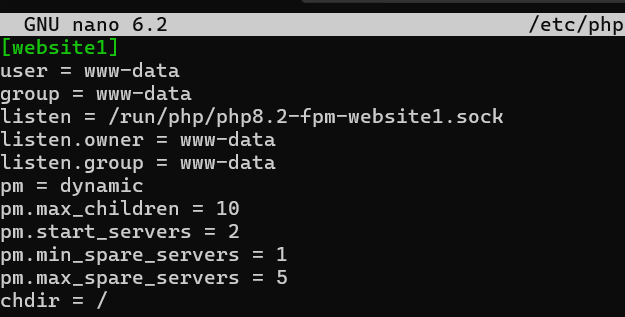 GNU nano 6.2 /etc/php
[website1]
user = www-data
group = www-data
listen = /run/php/php8.2-fpm-website1.sock
listen.owner = www-data
listen.group = www-data
pm = dynamic
pm.max_children = 10
pm.start_servers = 2
pm.min_spare_servers = 1
pm.max_spare_servers = 5
chdir = /